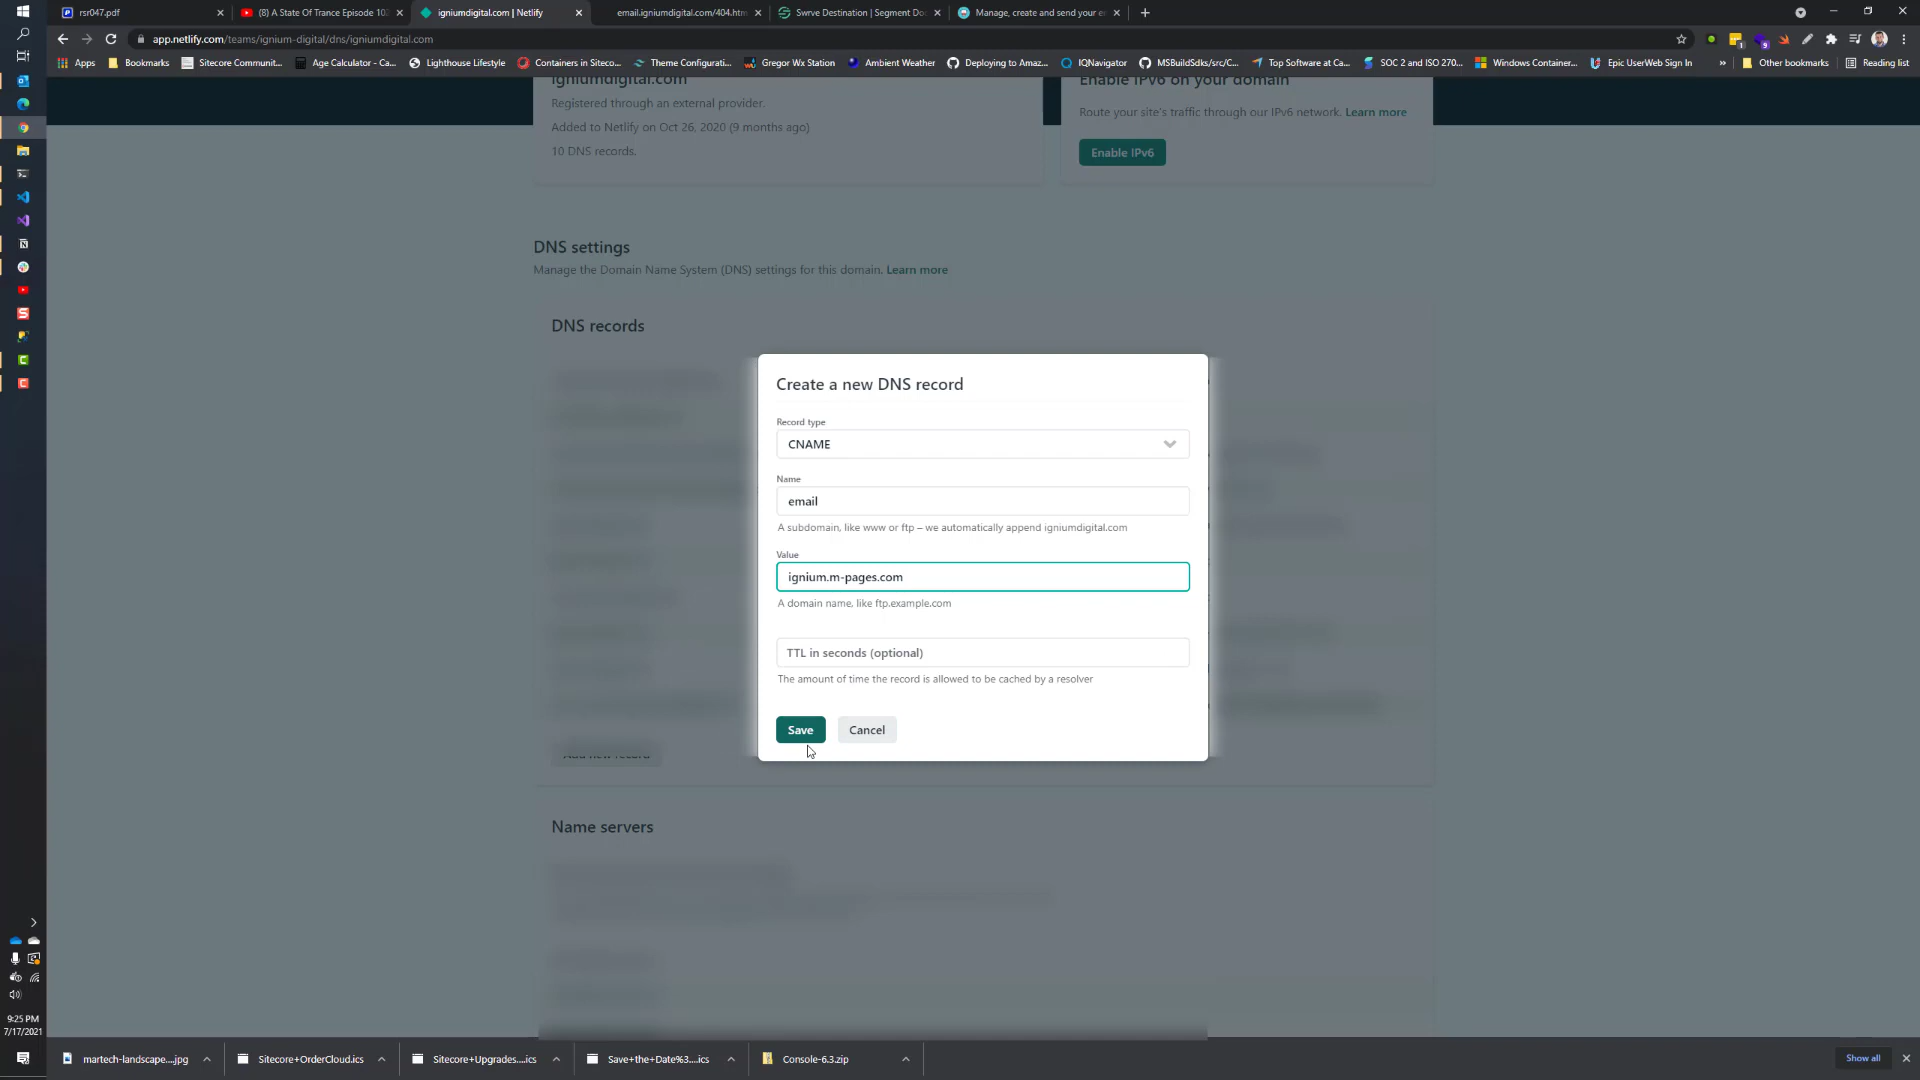 rsr047.pdf
(8) A State Of Trance Episode 102
igniumdigital.com | Netlify
email.igniumdigital.com/404.htm
Swrve Destination | Segment Do
Manage, create and send your e
app.netlify.com/teams/ignium-digital/dns/igniumdigital.com
1
9
Apps
Bookmarks
Sitecore Communit...
Age Calculator - Ca...
Lighthouse Lifestyle
Containers in Siteco...
Theme Configurati...
Gregor Wx Station
Ambient Weather
Deploying to Amaz...
IQNavigator
MSBuildSdks/src/C...
Top Software at Ca...
SOC 2 and ISO 270...
Windows Container...
Epic UserWeb Sign In
»
Other bookmarks
Reading list
igniumdigital.com
Registered through an external provider.
Added to Netlify on Oct 26, 2020 (9 months ago)
10 DNS records.
Enable IPv6 on your domain
Route your site's traffic through our IPv6 network. Learn more
Enable IPv6
DNS settings
Manage the Domain Name System (DNS) settings for this domain. Learn more
DNS records
Create a new DNS record
Record type
CNAME
Name
email
A subdomain, like www or ftp – we automatically append igniumdigital.com
Value
ignium.m-pages.com
A domain name, like ftp.example.com
TTL in seconds (optional)
The amount of time the record is allowed to be cached by a resolver
Save
Cancel
Add new record
Name servers
9:25 PM
7/17/2021
martech-landscape....jpg
Sitecore+OrderCloud.ics
Sitecore+Upgrades....ics
Save+the+Date%3....ics
Console-6.3.zip
Show all